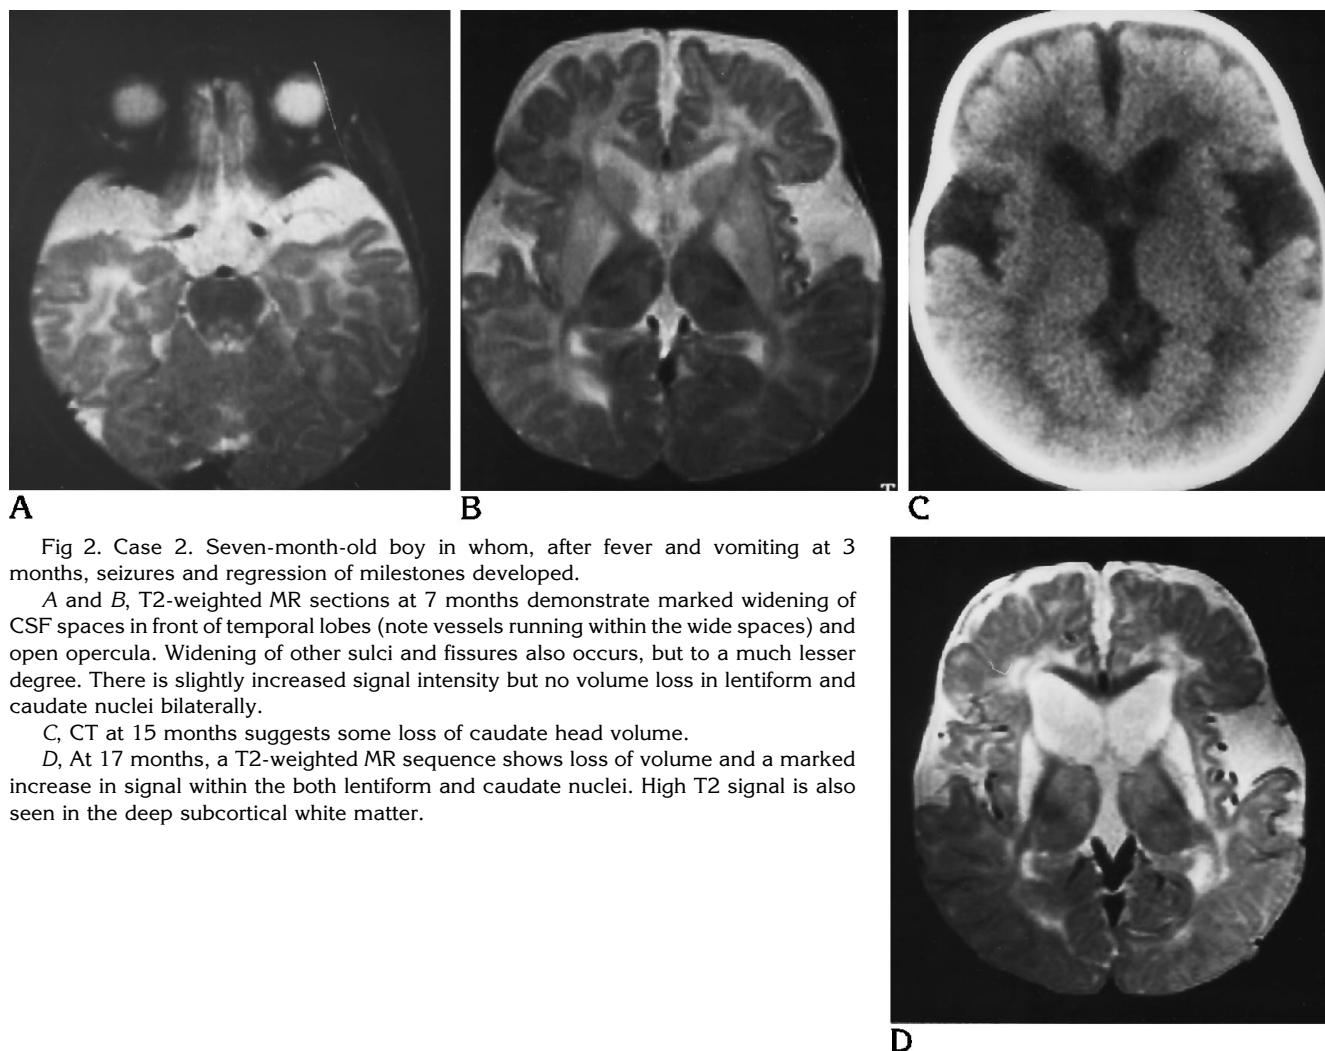 A
B
C
Fig 2. Case 2. Seven-month-old boy in whom, after fever and vomiting at 3
months, seizures and regression of milestones developed.
A and B, T2-weighted MR sections at 7 months demonstrate marked widening of
CSF spaces in front of temporal lobes (note vessels running within the wide spaces) and
open opercula. Widening of other sulci and fissures also occurs, but to a much lesser
degree. There is slightly increased signal intensity but no volume loss in lentiform and
caudate nuclei bilaterally.
C, CT at 15 months suggests some loss of caudate head volume.
D, At 17 months, a T2-weighted MR sequence shows loss of volume and a marked
increase in signal within the both lentiform and caudate nuclei. High T2 signal is also
seen in the deep subcortical white matter.
D